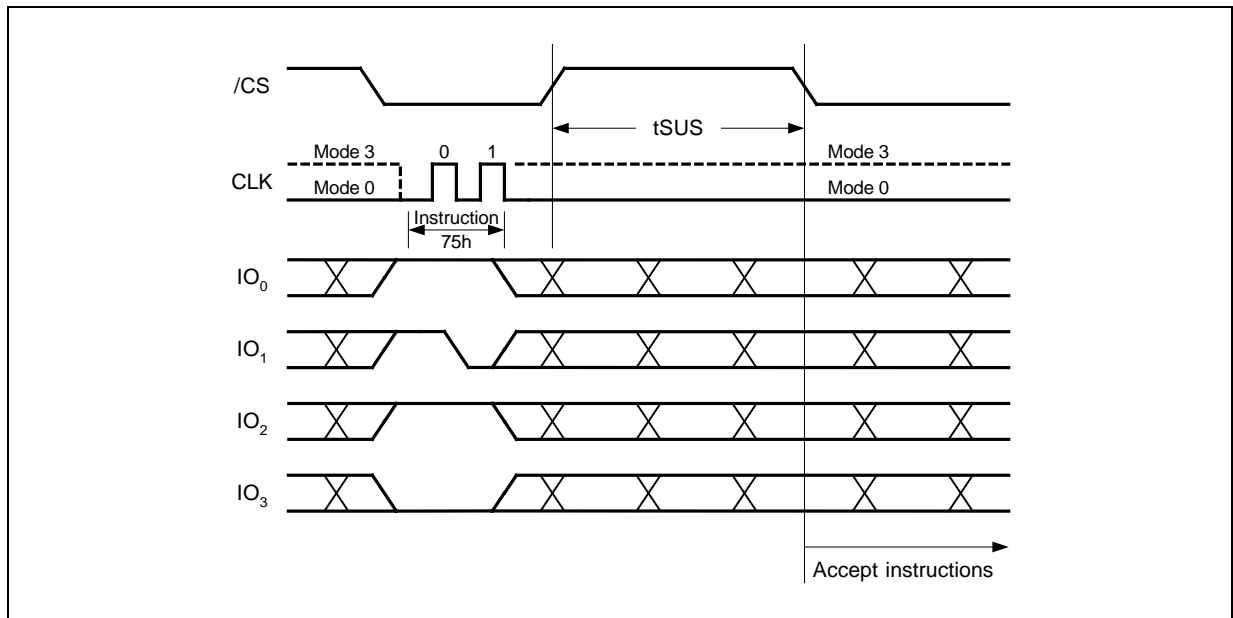 /CS
tSUS
Mode 3 0 1 Mode 3
CLK
Mode 0 Mode 0
Instruction
75h
IO0
IO1
IO2
IO3
Accept instructions